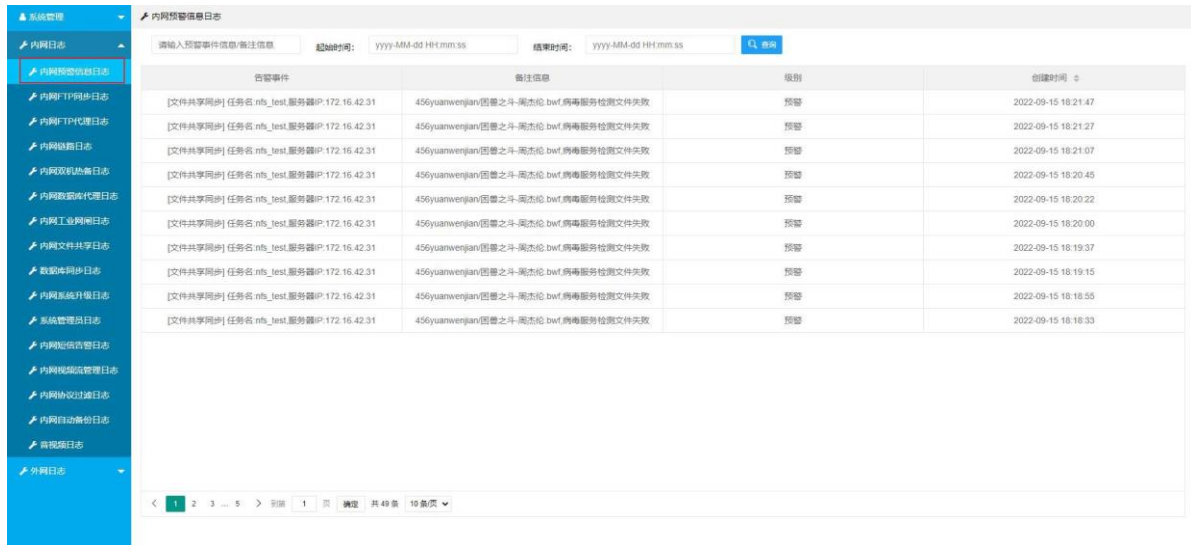 系统管理
内网日志
内网预警信息日志
内网FTP同步日志
内网FTP代理日志
内网链路日志
内网双机热备日志
内网数据库代理日志
内网工业网闸日志
内网文件共享日志
数据库同步日志
内网系统升级日志
系统管理员日志
内网短信告警日志
内网视频流管理日志
内网协议过滤日志
内网自动备份日志
音视频日志
外网日志
内网预警信息日志
请输入预警事件信息/备注信息 起始时间: yyyy-MM-dd HH:mm:ss 结束时间: yyyy-MM-dd HH:mm:ss 查询
告警事件 备注信息 级别 创建时间
[文件共享同步] 任务名:nfs_test,服务器IP:172.16.42.31 456yuanwenjian/困兽之斗-周杰伦.bwf,病毒服务检测文件失败 预警 2022-09-15 18:21:47
[文件共享同步] 任务名:nfs_test,服务器IP:172.16.42.31 456yuanwenjian/困兽之斗-周杰伦.bwf,病毒服务检测文件失败 预警 2022-09-15 18:21:27
[文件共享同步] 任务名:nfs_test,服务器IP:172.16.42.31 456yuanwenjian/困兽之斗-周杰伦.bwf,病毒服务检测文件失败 预警 2022-09-15 18:21:07
[文件共享同步] 任务名:nfs_test,服务器IP:172.16.42.31 456yuanwenjian/困兽之斗-周杰伦.bwf,病毒服务检测文件失败 预警 2022-09-15 18:20:45
[文件共享同步] 任务名:nfs_test,服务器IP:172.16.42.31 456yuanwenjian/困兽之斗-周杰伦.bwf,病毒服务检测文件失败 预警 2022-09-15 18:20:22
[文件共享同步] 任务名:nfs_test,服务器IP:172.16.42.31 456yuanwenjian/困兽之斗-周杰伦.bwf,病毒服务检测文件失败 预警 2022-09-15 18:20:00
[文件共享同步] 任务名:nfs_test,服务器IP:172.16.42.31 456yuanwenjian/困兽之斗-周杰伦.bwf,病毒服务检测文件失败 预警 2022-09-15 18:19:37
[文件共享同步] 任务名:nfs_test,服务器IP:172.16.42.31 456yuanwenjian/困兽之斗-周杰伦.bwf,病毒服务检测文件失败 预警 2022-09-15 18:19:15
[文件共享同步] 任务名:nfs_test,服务器IP:172.16.42.31 456yuanwenjian/困兽之斗-周杰伦.bwf,病毒服务检测文件失败 预警 2022-09-15 18:18:55
[文件共享同步] 任务名:nfs_test,服务器IP:172.16.42.31 456yuanwenjian/困兽之斗-周杰伦.bwf,病毒服务检测文件失败 预警 2022-09-15 18:18:33
1 2 3 ... 5 到第 1 页 确定 共 49 条 10 条/页